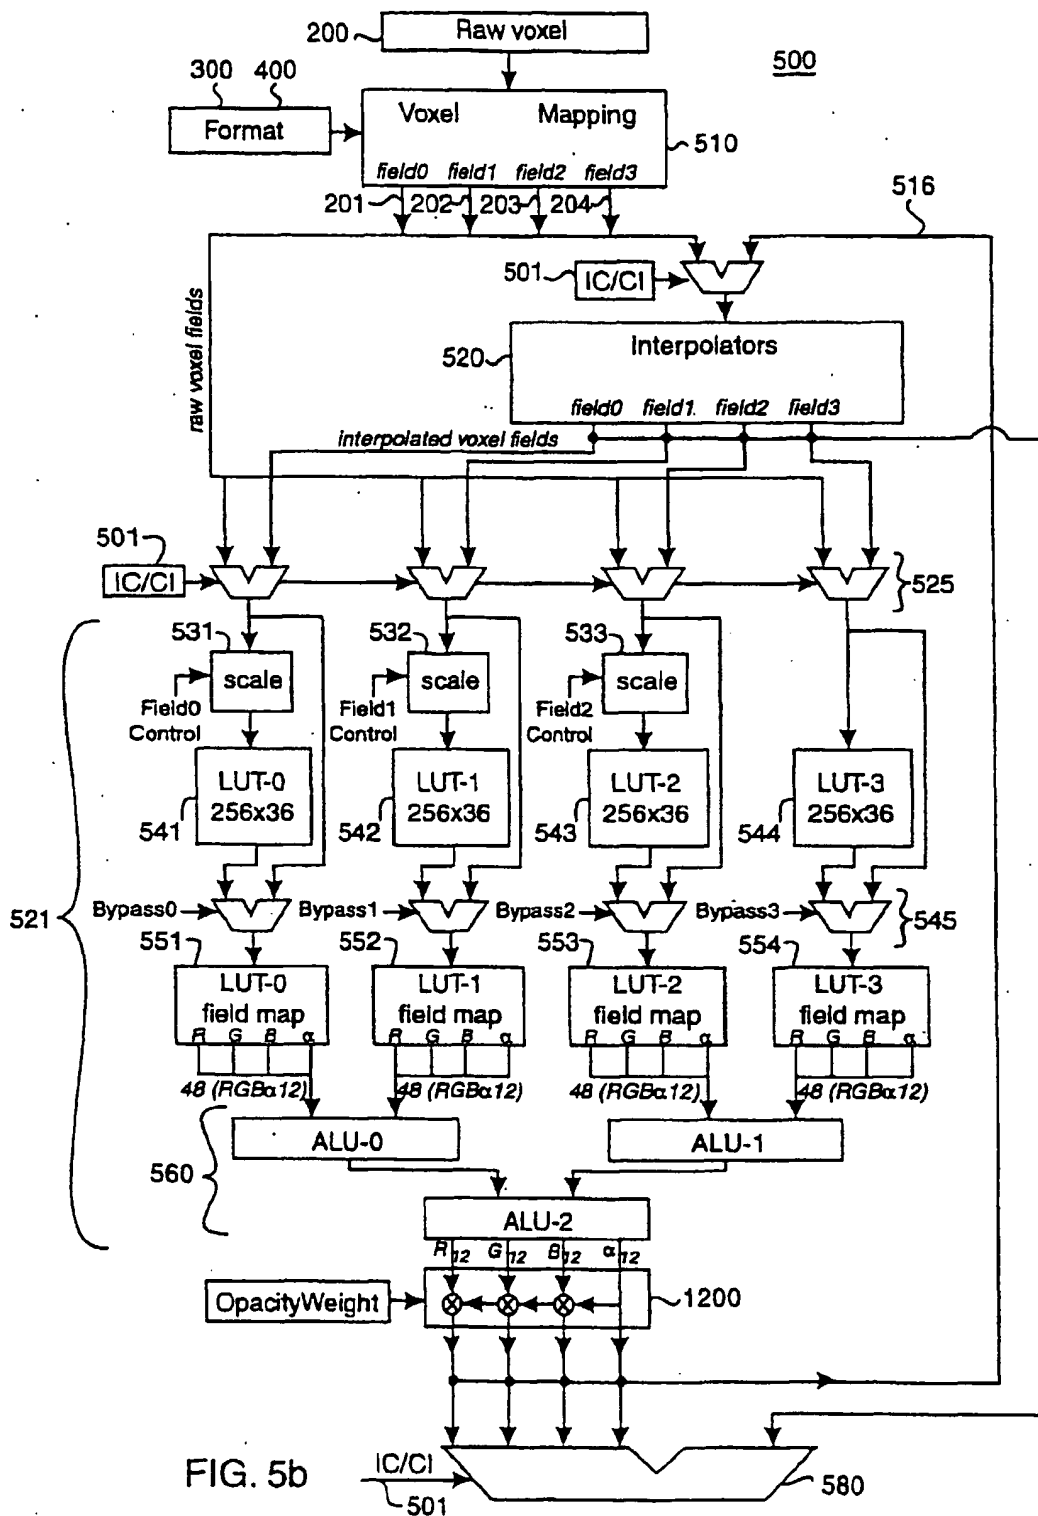 200
Raw voxel
500
300 400
Format
Voxel Mapping
510
field0 field1 field2 field3
201 202 203 204
516
501
IC/CI
raw voxel fields
520
Interpolators
field0 field1 field2 field3
interpolated voxel fields
501
IC/CI
525
531 532 533
scale scale scale
Field0 Control
Field1 Control
Field2 Control
LUT-0 256x36
LUT-1 256x36
LUT-2 256x36
LUT-3 256x36
541 542 543 544
521
Bypass0 Bypass1 Bypass2 Bypass3
545
551 552 553 554
LUT-0 field map
LUT-1 field map
LUT-2 field map
LUT-3 field map
R G B α R G B α R G B α R G B α
48 (RGBα12) 48 (RGBα12) 48 (RGBα12) 48 (RGBα12)
ALU-0 ALU-1
560
ALU-2
R12 G12 B12 α12
OpacityWeight
1200
FIG. 5b
IC/CI
501
580